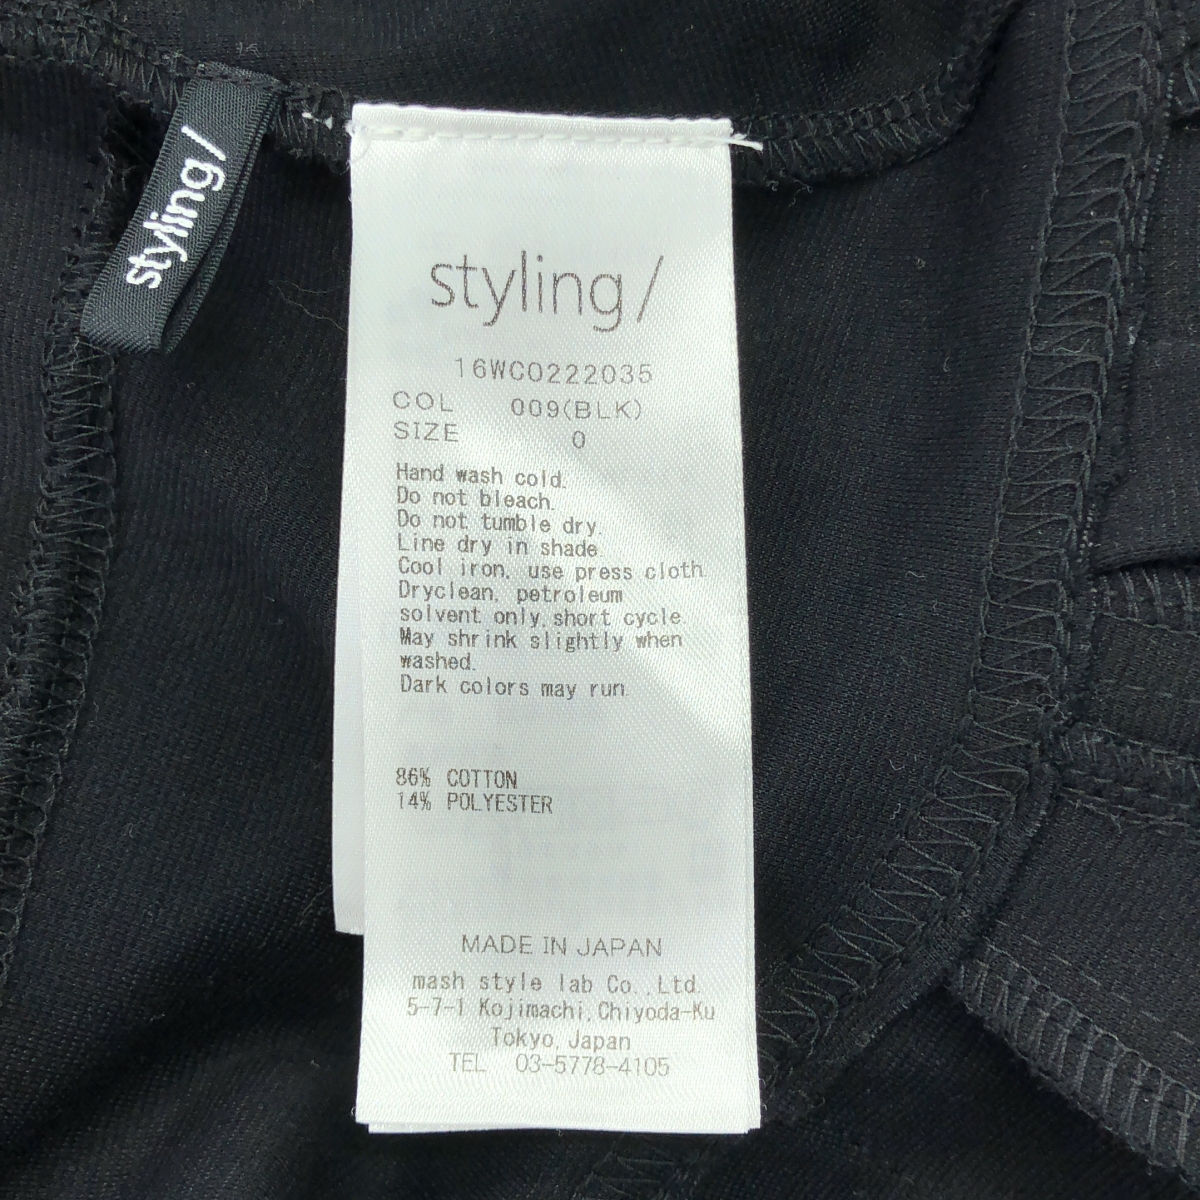 styling/
styling/
16WCO222035
COL 009(BLK)
SIZE 0
Hand wash cold.
Do not bleach.
Do not tumble dry.
Line dry in shade.
Cool iron, use press cloth.
Dryclean, petroleum
solvent only, short cycle.
May shrink slightly when
washed.
Dark colors may run.
86% COTTON
14% POLYESTER
MADE IN JAPAN
mash style lab Co.,Ltd.
5-7-1 Kojimachi,Chiyoda-Ku
Tokyo, Japan
TEL 03-5778-4105